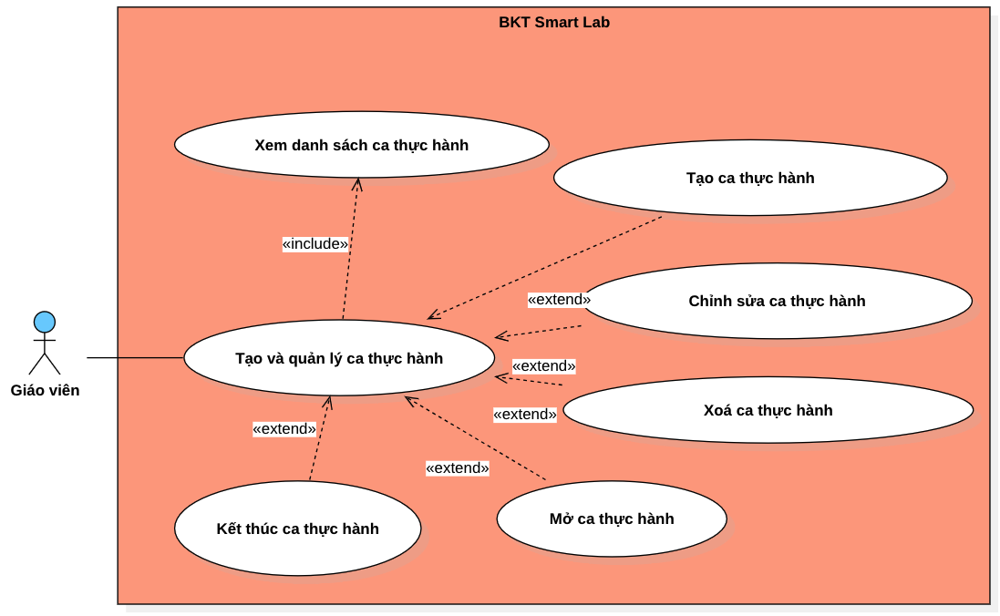 BKT Smart Lab
Xem danh sách ca thực hành
Tạo ca thực hành
«include»
«extend»
Chỉnh sửa ca thực hành
Tạo và quản lý ca thực hành
«extend»
Giáo viên
«extend»
Xoá ca thực hành
«extend»
«extend»
Kết thúc ca thực hành
Mở ca thực hành